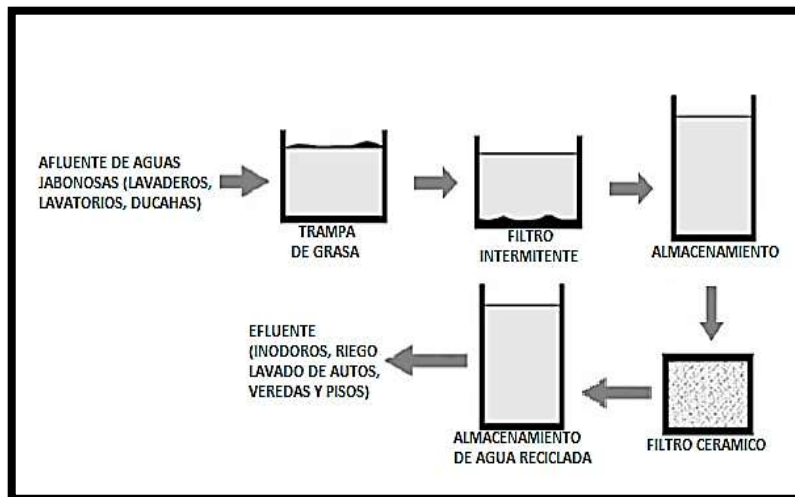 AFLUENTE DE AGUAS
JABONOSAS (LAVADEROS,
LAVATORIOS, DUCAHAS)
TRAMPA
DE GRASA
FILTRO
INTERMITENTE
ALMACENAMIENTO
FILTRO CERAMICO
ALMACENAMIENTO
DE AGUA RECICLADA
EFLUENTE
(INODOROS, RIEGO
LAVADO DE AUTOS,
VEREDAS Y PISOS)